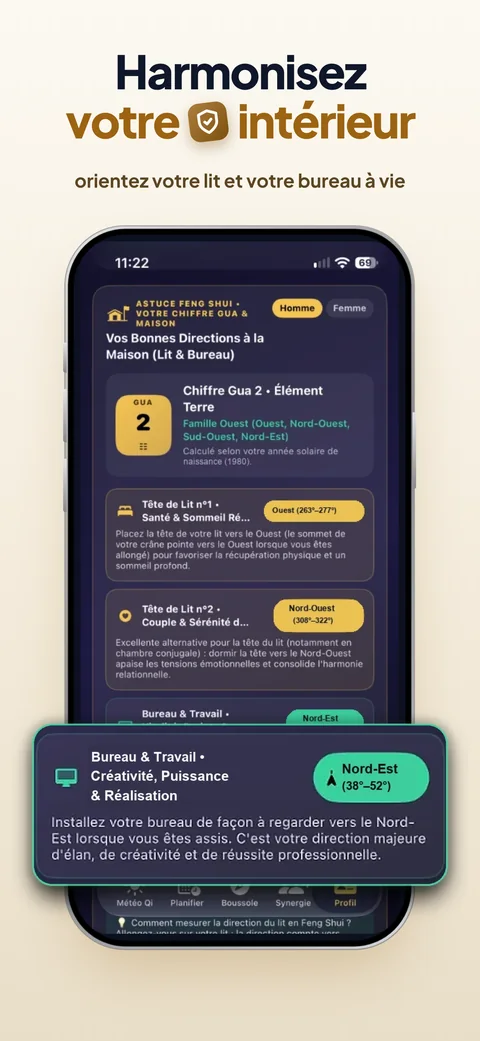 Harmonisez
votre intérieur
orientez votre lit et votre bureau à vie
11:22
69
ASTUCE FENG SHUI •
VOTRE CHIFFRE GUA &
MAISON
Homme
Femme
Vos Bonnes Directions à la
Maison (Lit & Bureau)
GUA
2
☷
Chiffre Gua 2 • Élément
Terre
Famille Ouest (Ouest, Nord-Ouest,
Sud-Ouest, Nord-Est)
Calculé selon votre année solaire de
naissance (1980).
Tête de Lit n°1 •
Santé & Sommeil Ré...
Ouest (263°–277°)
Placez la tête de votre lit vers le Ouest (le sommet de
votre crâne pointe vers le Ouest lorsque vous êtes
allongé) pour favoriser la récupération physique et un
sommeil profond.
Tête de Lit n°2 •
Couple & Sérénité d...
Nord-Ouest
(308°–322°)
Excellente alternative pour la tête du lit (notamment en
chambre conjugale) : dormir la tête vers le Nord-Ouest
apaise les tensions émotionnelles et consolide l'harmonie
relationnelle.
Bureau & Travail •
Nord-Est
Bureau & Travail •
Créativité, Puissance
& Réalisation
Nord-Est
(38°–52°)
Installez votre bureau de façon à regarder vers le Nord-
Est lorsque vous êtes assis. C'est votre direction majeure
d'élan, de créativité et de réussite professionnelle.
Météo Qi
Planifier
Boussole
Synergie
Profil
Comment mesurer la direction du lit en Feng Shui ?
Allongez-vous sur votre lit : la direction compte vers